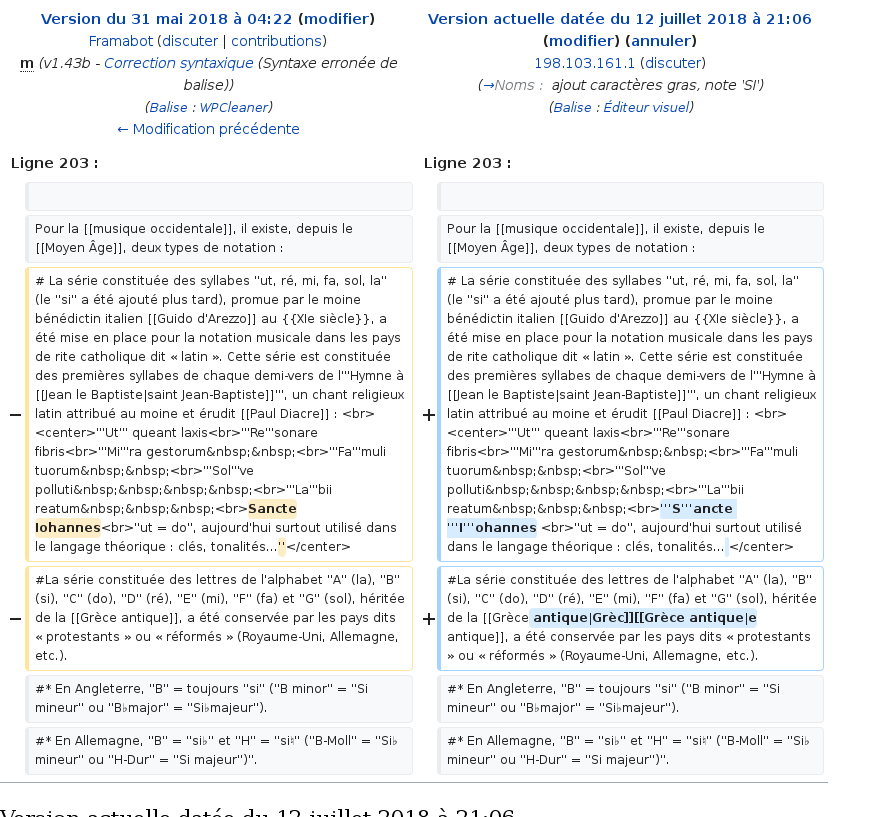 Version du 31 mai 2018 à 04:22 (modifier)
Framabot (discuter | contributions)
m (v1.43b - Correction syntaxique (Syntaxe erronée de
balise))
(Balise : WPCleaner)
← Modification précédente
Version actuelle datée du 12 juillet 2018 à 21:06
(modifier) (annuler)
198.103.161.1 (discuter)
(→Noms : ajout caractères gras, note 'SI')
(Balise : Éditeur visuel)
Ligne 203 :
Ligne 203 :
Pour la [[musique occidentale]], il existe, depuis le
[[Moyen Âge]], deux types de notation :
Pour la [[musique occidentale]], il existe, depuis le
[[Moyen Âge]], deux types de notation :
−
# La série constituée des syllabes ''ut, ré, mi, fa, sol, la''
(le ''si'' a été ajouté plus tard), promue par le moine
bénédictin italien [[Guido d'Arezzo]] au {{XIe siècle}}, a
été mise en place pour la notation musicale dans les pays
de rite catholique dit « latin ». Cette série est constituée
des premières syllabes de chaque demi-vers de l'''Hymne à
[[Jean le Baptiste|saint Jean-Baptiste]]''', un chant religieux
latin attribué au moine et érudit [[Paul Diacre]] : <br>
<center>'''Ut''' queant laxis<br>'''Re'''sonare
fibris<br>'''Mi'''ra gestorum&nbsp;&nbsp;<br>'''Fa'''muli
tuorum&nbsp;&nbsp;<br>'''Sol'''ve
polluti&nbsp;&nbsp;&nbsp;&nbsp;<br>'''La'''bii
reatum&nbsp;&nbsp;&nbsp;<br>Sancte
Iohannes<br>''ut = do'', aujourd'hui surtout utilisé dans
le langage théorique : clés, tonalités...''</center>
+
# La série constituée des syllabes ''ut, ré, mi, fa, sol, la''
(le ''si'' a été ajouté plus tard), promue par le moine
bénédictin italien [[Guido d'Arezzo]] au {{XIe siècle}}, a
été mise en place pour la notation musicale dans les pays
de rite catholique dit « latin ». Cette série est constituée
des premières syllabes de chaque demi-vers de l'''Hymne à
[[Jean le Baptiste|saint Jean-Baptiste]]''', un chant religieux
latin attribué au moine et érudit [[Paul Diacre]] : <br>
<center>'''Ut''' queant laxis<br>'''Re'''sonare
fibris<br>'''Mi'''ra gestorum&nbsp;&nbsp;<br>'''Fa'''muli
tuorum&nbsp;&nbsp;<br>'''Sol'''ve
polluti&nbsp;&nbsp;&nbsp;&nbsp;<br>'''La'''bii
reatum&nbsp;&nbsp;&nbsp;<br>'''S'''ancte
'''I'''ohannes <br>''ut = do'', aujourd'hui surtout utilisé
dans le langage théorique : clés, tonalités... </center>
−
#La série constituée des lettres de l'alphabet ''A'' (la), ''B''
(si), ''C'' (do), ''D'' (ré), ''E'' (mi), ''F'' (fa) et ''G'' (sol), héritée
de la [[Grèce antique]], a été conservée par les pays dits
« protestants » ou « réformés » (Royaume-Uni, Allemagne,
etc.).
+
#La série constituée des lettres de l'alphabet ''A'' (la), ''B''
(si), ''C'' (do), ''D'' (ré), ''E'' (mi), ''F'' (fa) et ''G'' (sol), héritée
de la [[Grèce antique|Grèc]][[Grèce antique|e
antique]], a été conservée par les pays dits « protestants
» ou « réformés » (Royaume-Uni, Allemagne, etc.).
#* En Angleterre, ''B'' = toujours ''si'' (''B minor'' = ''Si
mineur'' ou ''B♭major'' = ''Si♭majeur'').
#* En Angleterre, ''B'' = toujours ''si'' (''B minor'' = ''Si
mineur'' ou ''B♭major'' = ''Si♭majeur'').
#* En Allemagne, ''B'' = ''si♭'' et ''H'' = ''si♮'' (''B-Moll'' = ''Si♭
mineur'' ou ''H-Dur'' = ''Si majeur'')''.
#* En Allemagne, ''B'' = ''si♭'' et ''H'' = ''si♮'' (''B-Moll'' = ''Si♭
mineur'' ou ''H-Dur'' = ''Si majeur'')''.
Version actuelle datée du 12 juillet 2018 à 21:06